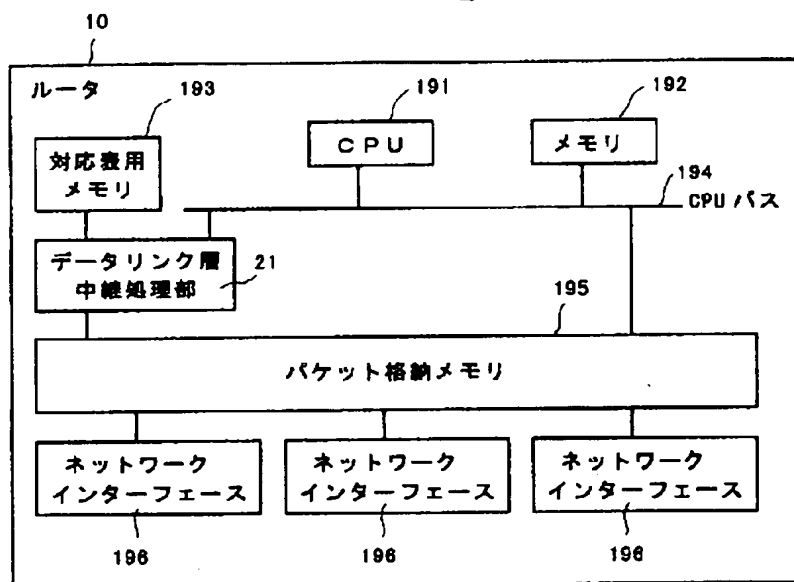 10
ルータ
193
191
192
対応表用
メモリ
CPU
メモリ
194
CPUバス
データリンク層
中継処理部
21
195
パケット格納メモリ
ネットワーク
インターフェース
ネットワーク
インターフェース
ネットワーク
インターフェース
196
196
196